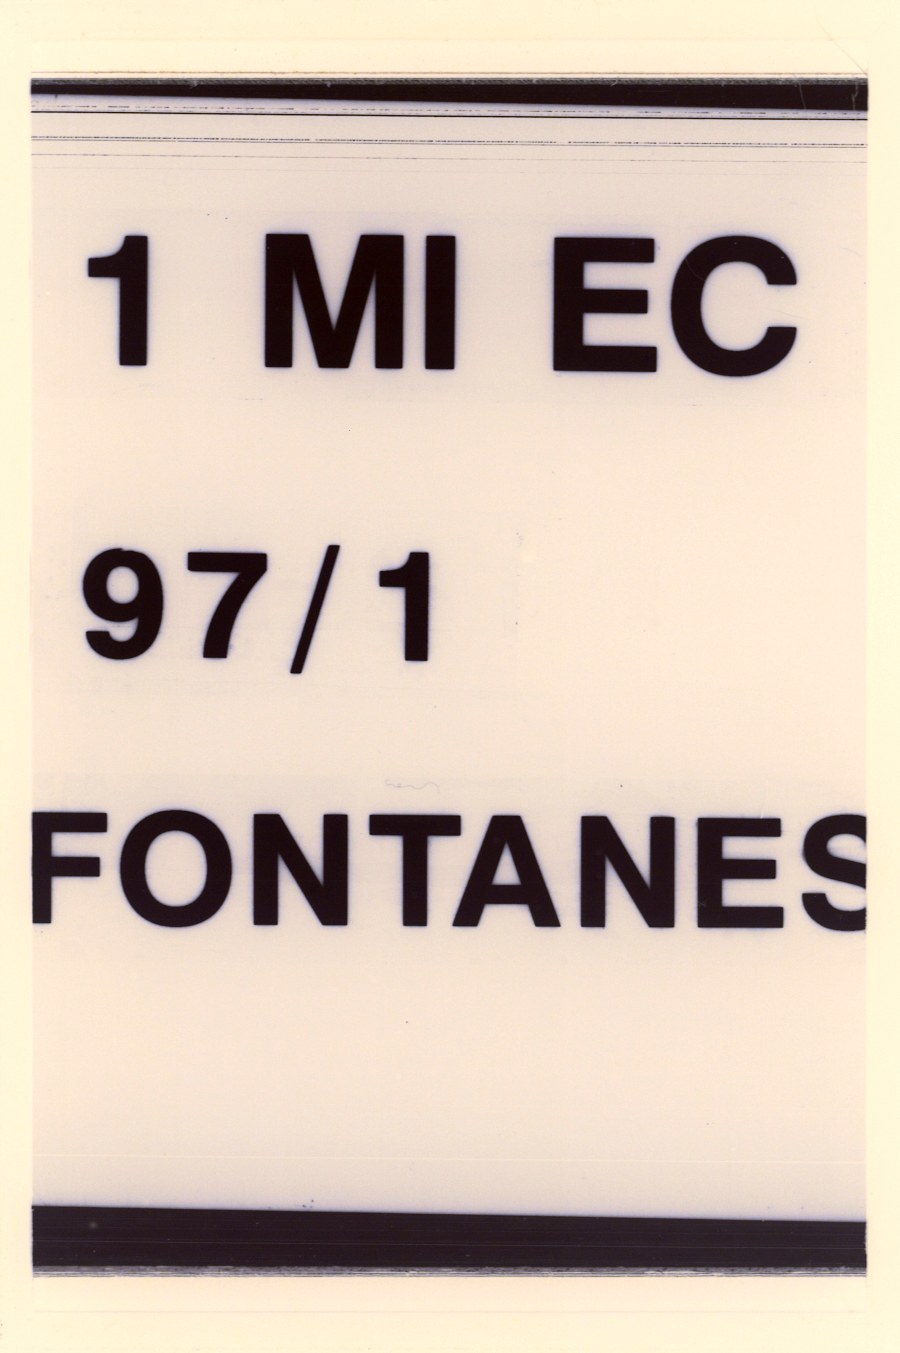 1 MI EC
97/1
FONTANES